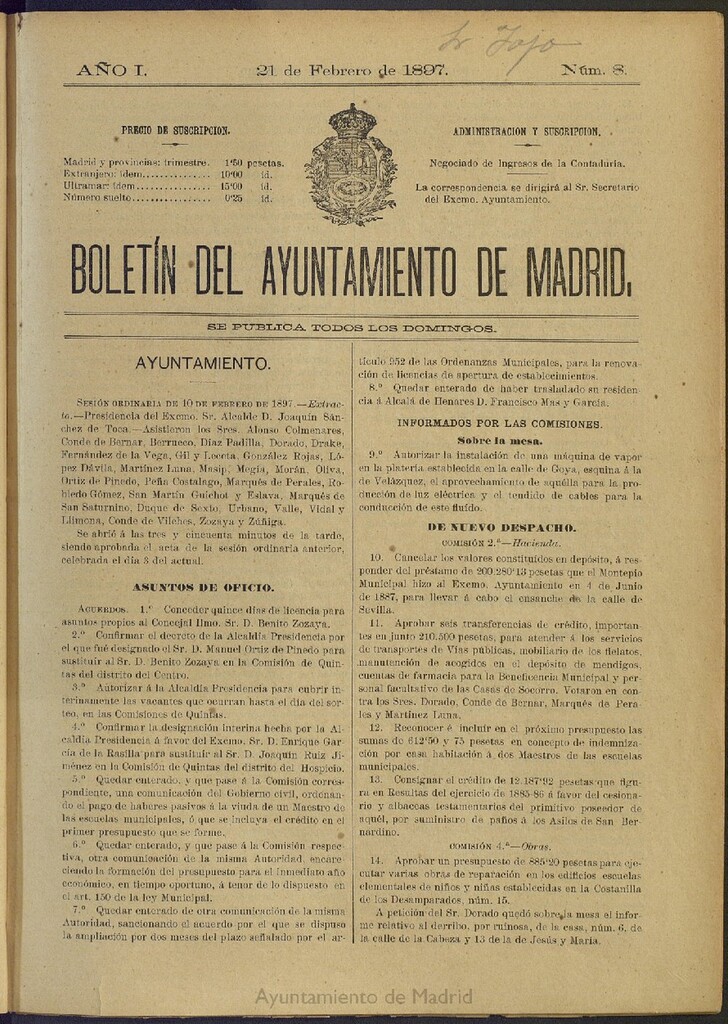 AÑO I.
21 de Febrero de 1897.
Núm. 8.
PRECIO DE SUSCRIPCION.
Madrid y provincias: trimestre. 1'50 pesetas.
Extranjero: ídem............... 10'00 id.
Ultramar: ídem............... 15'00 id.
Número suelto............... 0'25 id.
ADMINISTRACION Y SUSCRIPCION.
Negociado de Ingresos de la Contaduría.
La correspondencia se dirigirá al Sr. Secretario
del Excmo. Ayuntamiento.
BOLETÍN DEL AYUNTAMIENTO DE MADRID.
SE PUBLICA TODOS LOS DOMINGOS.
AYUNTAMIENTO.
SESIÓN ORDINARIA DE 10 DE FEBRERO DE 1897.—Extrac-
to.—Presidencia del Excmo. Sr. Alcalde D. Joaquín Sán-
chez de Toca.—Asistieron los Sres. Alonso Colmenares,
Conde de Bernar, Berrueco, Díaz Padilla, Dorado, Drake,
Fernández de la Vega, Gil y Leceta, González Rojas, Ló-
pez Dávila, Martínez Luna, Masip, Megía, Morán, Oliva,
Ortiz de Pinedo, Peña Costalago, Marqués de Perales, Ro-
bledo Gómez, San Martín Guichot y Eslava, Marqués de
San Saturnino, Duque de Sexto, Urbano, Valle, Vidal y
Llimona, Conde de Vilches, Zozaya y Zúñiga.
Se abrió á las tres y cincuenta minutos de la tarde,
siendo aprobada el acta de la sesión ordinaria anterior,
celebrada el día 3 del actual.
ASUNTOS DE OFICIO.
ACUERDOS. 1.º Conceder quince días de licencia para
asuntos propios al Concejal Ilmo. Sr. D. Benito Zozaya.
2.º Confirmar el decreto de la Alcaldía Presidencia por
el que fué designado el Sr. D. Manuel Ortiz de Pinedo para
sustituir al Sr. D. Benito Zozaya en la Comisión de Quin-
tas del distrito del Centro.
3.º Autorizar á la Alcaldía Presidencia para cubrir in-
terinamente las vacantes que ocurran hasta el día del sor-
teo, en las Comisiones de Quintas.
4.º Confirmar la designación interina hecha por la Al-
caldía Presidencia á favor del Excmo. Sr. D. Enrique Gar-
cía de la Rasilla para sustituir al Sr. D. Joaquín Ruiz Ji-
ménez en la Comisión de Quintas del distrito del Hospicio.
5.º Quedar enterado, y que pase á la Comisión corres-
pondiente, una comunicación del Gobierno civil, ordenan-
do el pago de haberes pasivos á la viuda de un Maestro de
las escuelas municipales, ó que se incluya el crédito en el
primer presupuesto que se forme.
6.º Quedar enterado, y que pase á la Comisión respec-
tiva, otra comunicación de la misma Autoridad, encare-
ciendo la formación del presupuesto para el inmediato año
económico, en tiempo oportuno, á tenor de lo dispuesto en
el art. 150 de la ley Municipal.
7.º Quedar enterado de otra comunicación de la misma
Autoridad, sancionando el acuerdo por el que se dispuso
la ampliación por dos meses del plazo señalado por el ar-
tículo 952 de las Ordenanzas Municipales, para la renova-
ción de licencias de apertura de establecimientos.
8.º Quedar enterado de haber trasladado su residen-
cia á Alcalá de Henares D. Francisco Mas y García.
INFORMADOS POR LAS COMISIONES.
Sobre la mesa.
9.º Autorizar la instalación de una máquina de vapor
en la platería establecida en la calle de Goya, esquina á la
de Velázquez, el aprovechamiento de aquélla para la pro-
ducción de luz eléctrica y el tendido de cables para la
conducción de este flúido.
DE NUEVO DESPACHO.
COMISIÓN 2.ª—Hacienda.
10. Cancelar los valores constituídos en depósito, á res-
ponder del préstamo de 200.280'13 pesetas que el Montepío
Municipal hizo al Excmo. Ayuntamiento en 4 de Junio
de 1887, para llevar á cabo el ensanche de la calle de
Sevilla.
11. Aprobar seis transferencias de crédito, importan-
tes en junto 210.500 pesetas, para atender á los servicios
de transportes de Vías públicas, mobiliario de los fielatos,
manutención de acogidos en el depósito de mendigos,
cuentas de farmacia para la Beneficencia Municipal y per-
sonal facultativo de las Casas de Socorro. Votaron en con-
tra los Sres. Dorado, Conde de Bernar, Marqués de Pera-
les y Martínez Luna.
12. Reconocer é incluir en el próximo presupuesto las
sumas de 612'50 y 75 pesetas en concepto de indemniza-
ción por casa habitación á dos Maestros de las escuelas
municipales.
13. Consignar el crédito de 12.187'92 pesetas que figu-
ra en Resultas del ejercicio de 1885-86 á favor del cesiona-
rio y albaceas testamentarios del primitivo poseedor de
aquél, por suministro de paños á los Asilos de San Ber-
nardino.
COMISIÓN 4.ª—Obras.
14. Aprobar un presupuesto de 885'20 pesetas para eje-
cutar varias obras de reparación en los edificios escuelas
elementales de niños y niñas establecidas en la Costanilla
de los Desamparados, núm. 15.
A petición del Sr. Dorado quedó sobre la mesa el infor-
me relativo al derribo, por ruinosa, de la casa, núm. 6, de
la calle de la Cabeza y 13 de la de Jesús y María.
Ayuntamiento de Madrid